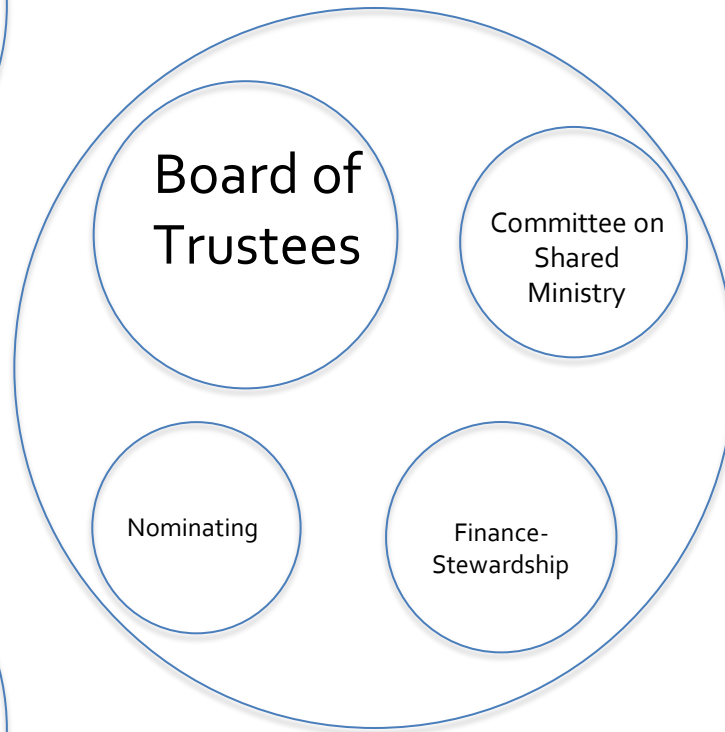 Board of
Trustees
Committee on
Shared
Ministry
Nominating
Finance-
Stewardship